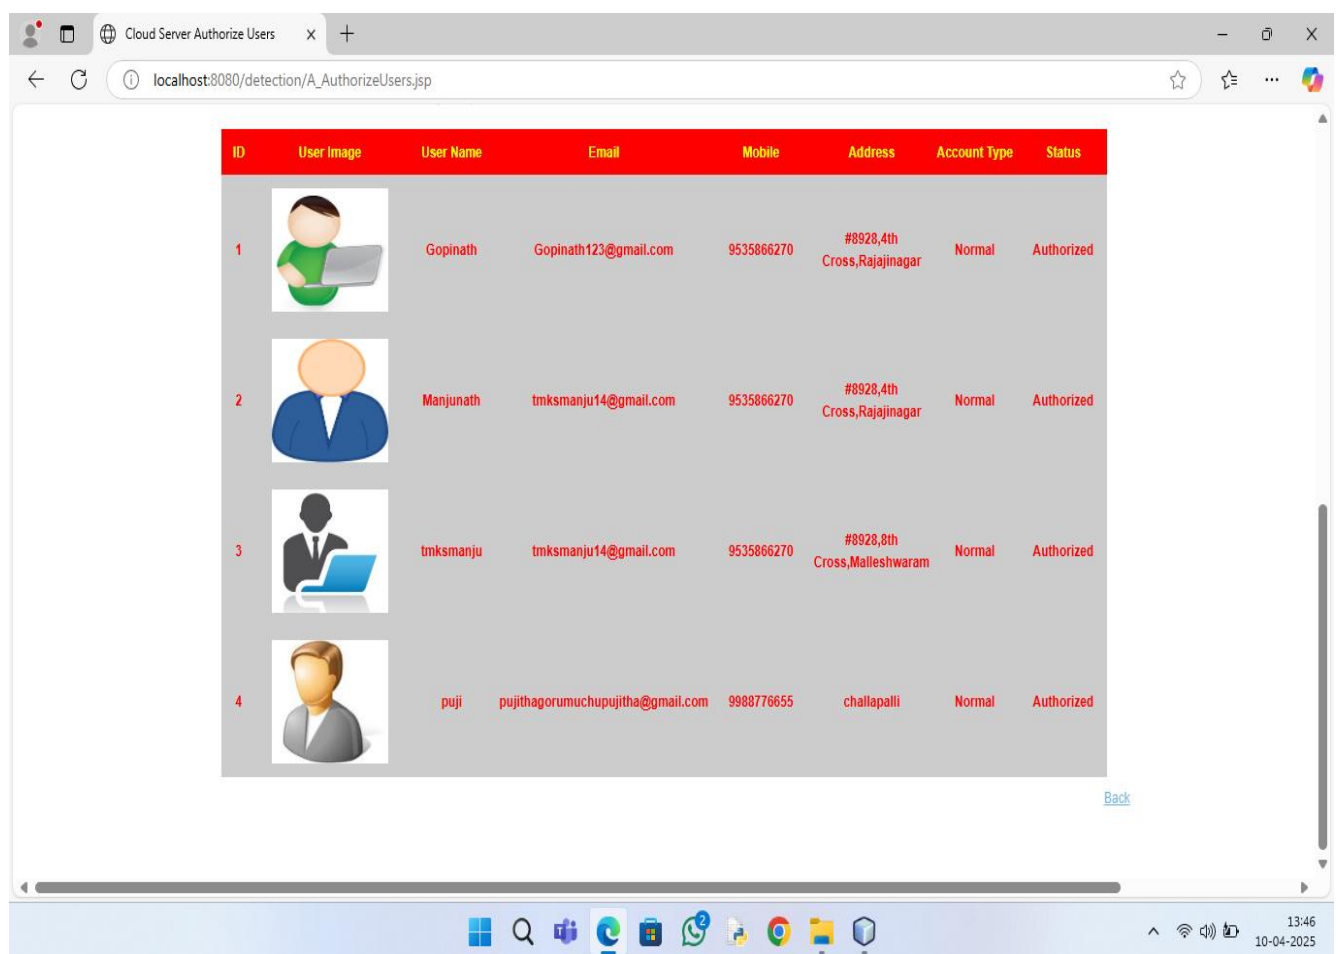 Cloud Server Authorize Users
localhost:8080/detection/A_AuthorizeUsers.jsp
ID User Image User Name Email Mobile Address Account Type Status
1 Gopinath Gopinath123@gmail.com 9535866270 #8928,4th Cross,Rajajinagar Normal Authorized
2 Manjunath tmksmanju14@gmail.com 9535866270 #8928,4th Cross,Rajajinagar Normal Authorized
3 tmksmanju tmksmanju14@gmail.com 9535866270 #8928,8th Cross,Malleshwaram Normal Authorized
4 puji pujithagorumuchupujitha@gmail.com 9988776655 challapalli Normal Authorized
Back
2
13:46
10-04-2025